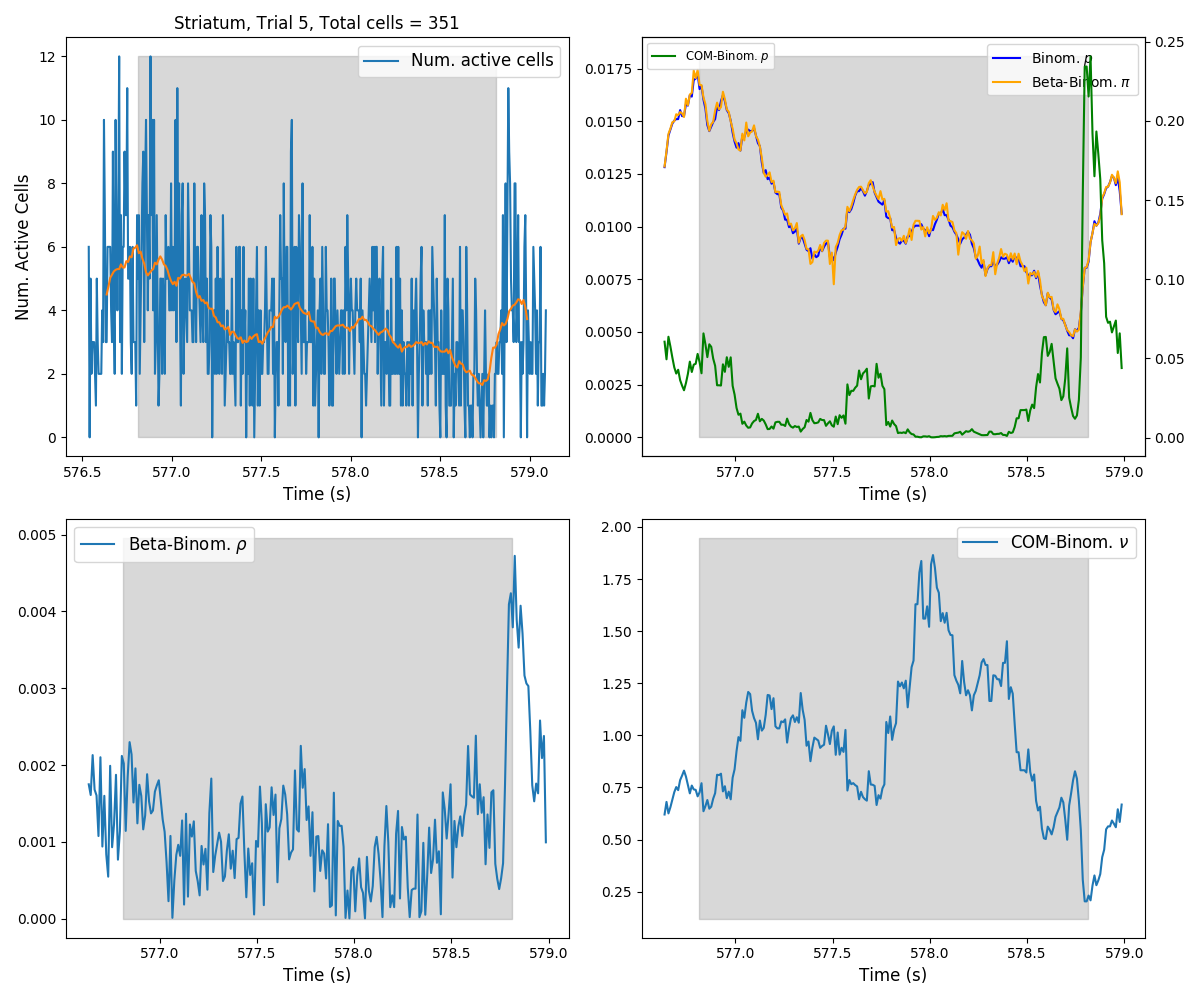 Striatum, Trial 5, Total cells = 351
Num. active cells
12
10
8
6
4
2
0
Num. Active Cells
576.5 577.0 577.5 578.0 578.5 579.0
Time (s)
COM-Binom. p
Binom. p
Beta-Binom. π
0.0175
0.0150
0.0125
0.0100
0.0075
0.0050
0.0025
0.0000
0.25
0.20
0.15
0.10
0.05
0.00
577.0 577.5 578.0 578.5 579.0
Time (s)
Beta-Binom. ρ
0.005
0.004
0.003
0.002
0.001
0.000
577.0 577.5 578.0 578.5 579.0
Time (s)
COM-Binom. ν
2.00
1.75
1.50
1.25
1.00
0.75
0.50
0.25
577.0 577.5 578.0 578.5 579.0
Time (s)